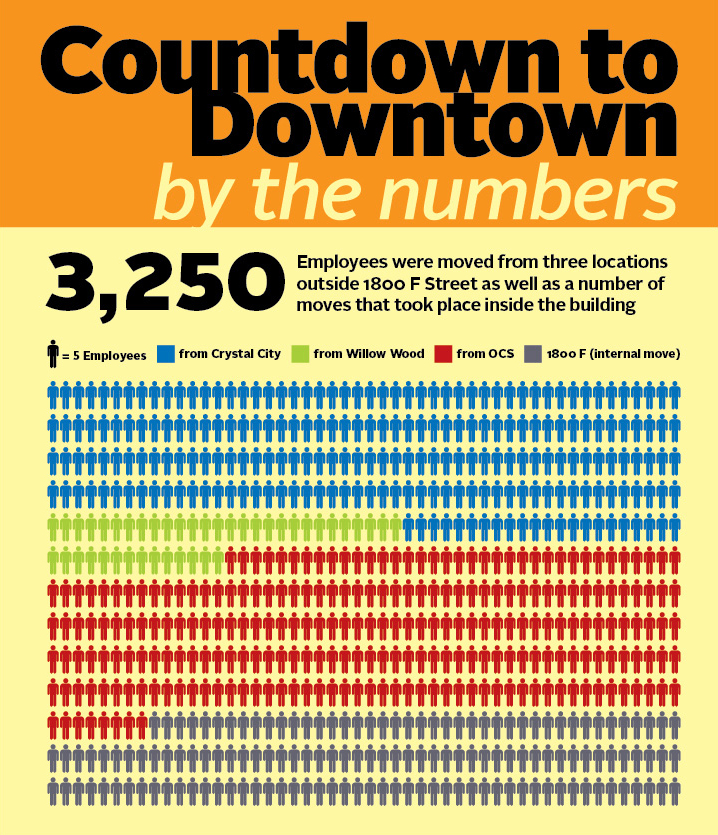 Countdown to
Downtown
by the numbers
3,250
Employees were moved from three locations
outside 1800 F Street as well as a number of
moves that took place inside the building
= 5 Employees from Crystal City from Willow Wood from OCS 1800 F (internal move)